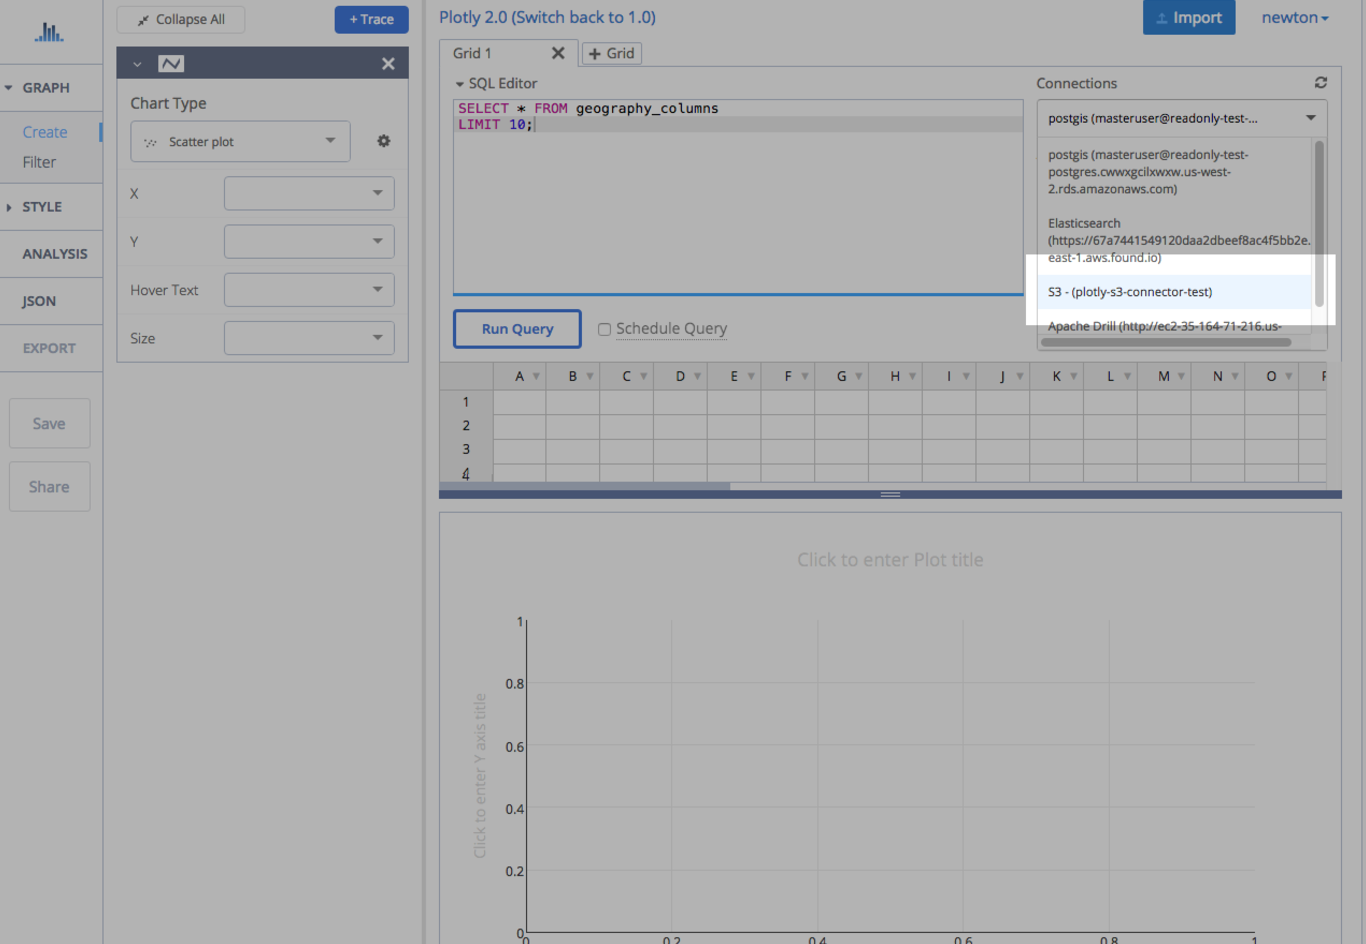 Collapse All
+ Trace
Plotly 2.0 (Switch back to 1.0)
Import
newton
GRAPH
Create
Filter
STYLE
ANALYSIS
JSON
EXPORT
Save
Share
Chart Type
Scatter plot
X
Y
Hover Text
Size
Grid 1
+ Grid
SQL Editor
SELECT * FROM geography_columns
LIMIT 10;
Run Query
Schedule Query
Connections
postgis (masteruser@readonly-test-...
postgis (masteruser@readonly-test-
postgres.cwwxgcilxwxw.us-west-
2.rds.amazonaws.com)
Elasticsearch
(https://67a7441549120daa2dbeef8ac4f5bb2e.
east-1.aws.found.io)
S3 - (plotly-s3-connector-test)
Apache Drill (http://ec2-35-164-71-216.us-
A B C D E F G H I J K L M N O
1
2
3
4
Click to enter Plot title
Click to enter Y axis title
1
0.8
0.6
0.4
0.2
0
0 0.2 0.4 0.6 0.8 1